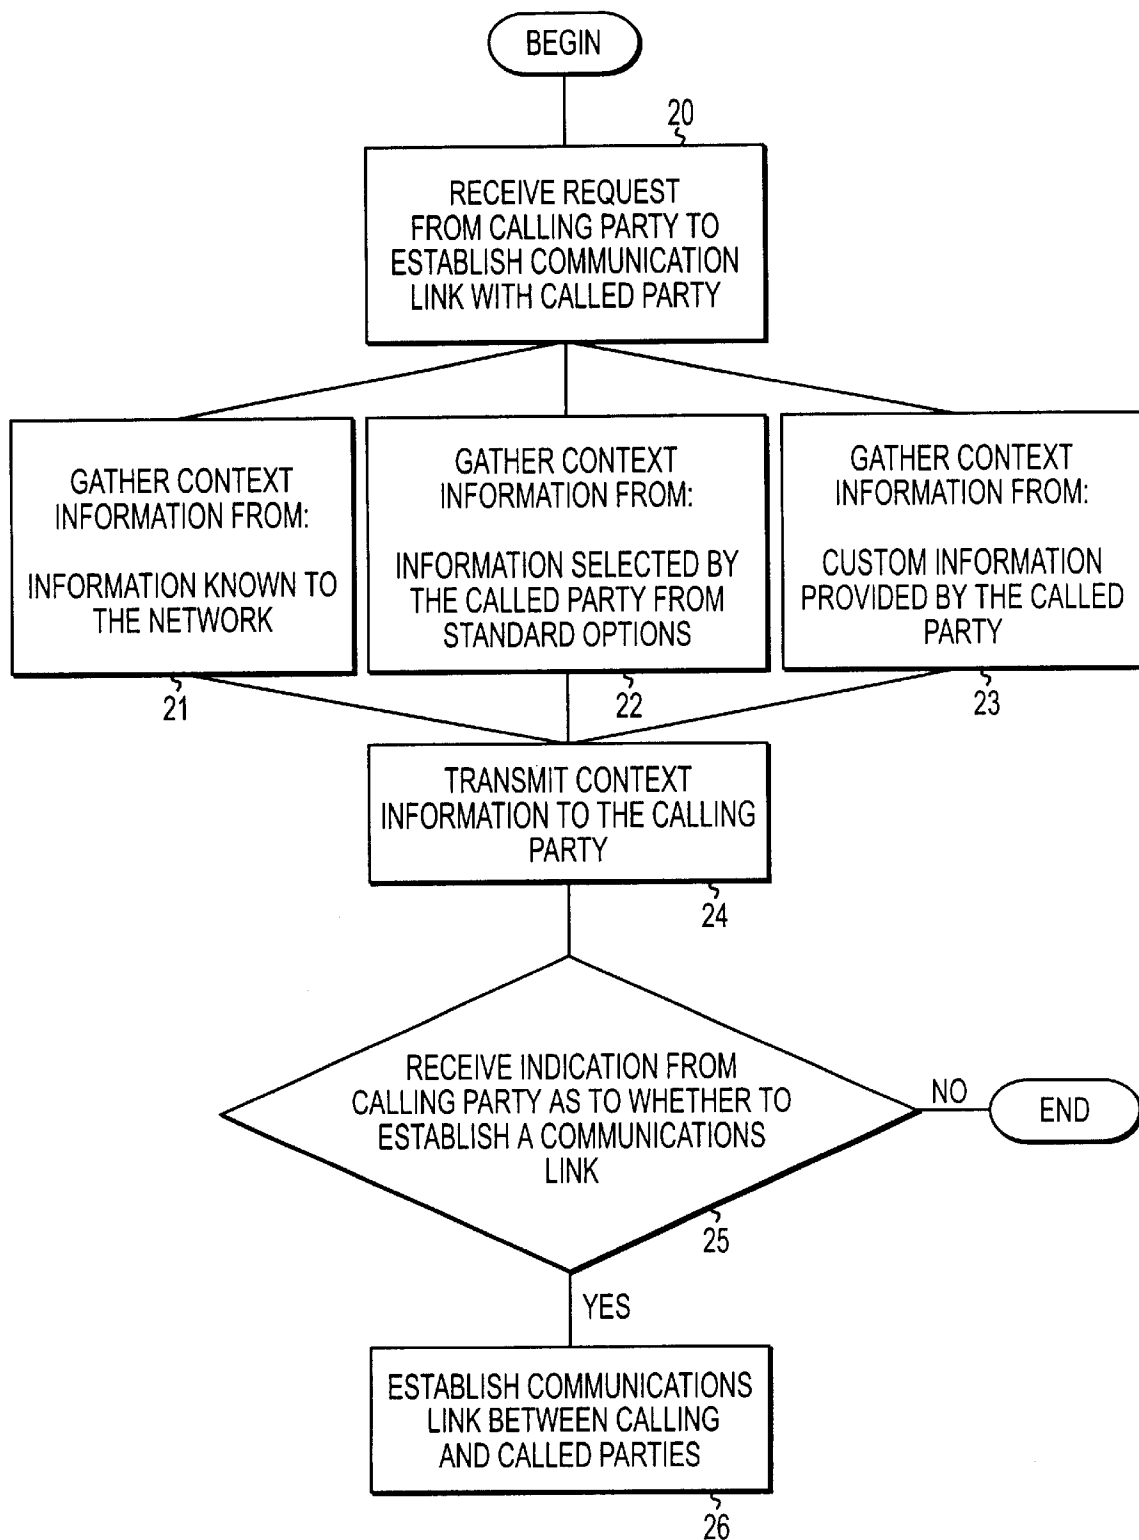 BEGIN
20
RECEIVE REQUEST
FROM CALLING PARTY TO
ESTABLISH COMMUNICATION
LINK WITH CALLED PARTY
GATHER CONTEXT
INFORMATION FROM:
INFORMATION KNOWN TO
THE NETWORK
21
GATHER CONTEXT
INFORMATION FROM:
INFORMATION SELECTED BY
THE CALLED PARTY FROM
STANDARD OPTIONS
22
GATHER CONTEXT
INFORMATION FROM:
CUSTOM INFORMATION
PROVIDED BY THE CALLED
PARTY
23
TRANSMIT CONTEXT
INFORMATION TO THE CALLING
PARTY
24
RECEIVE INDICATION FROM
CALLING PARTY AS TO WHETHER TO
ESTABLISH A COMMUNICATIONS
LINK
25
NO
END
YES
ESTABLISH COMMUNICATIONS
LINK BETWEEN CALLING
AND CALLED PARTIES
26